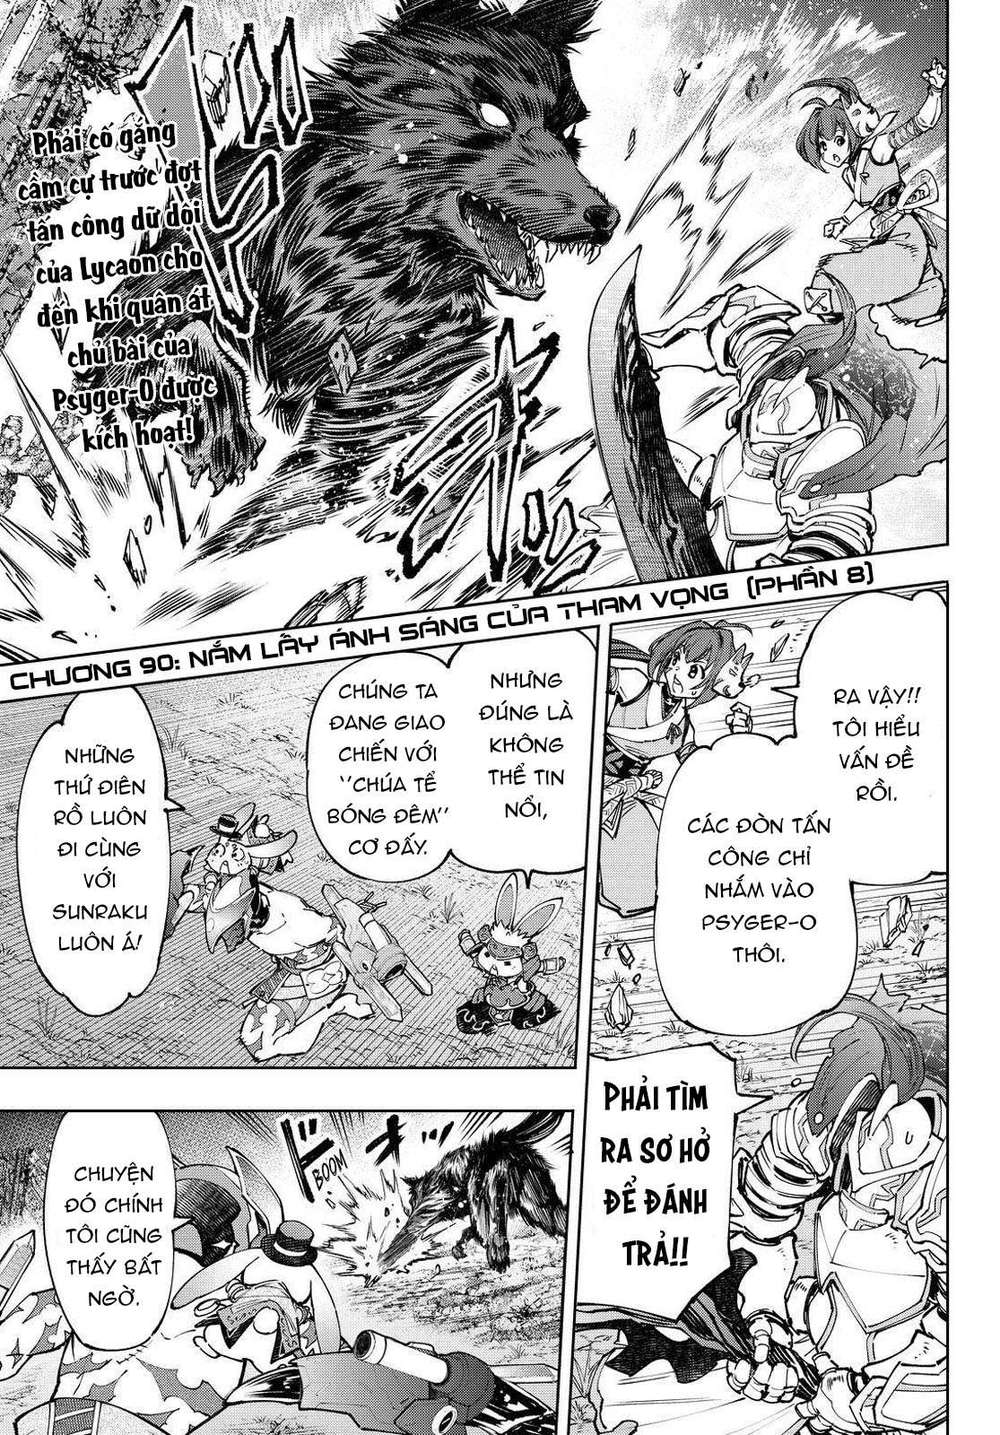 Phải cố gắng
cầm cự trước đợt
tấn công dữ dội
của Lycaon cho
đến khi quân át
chủ bài của
Psyger-0 được
kích hoạt!
CHƯƠNG 90: NẮM LẤY ÁNH SÁNG CỦA THAM VỌNG (PHẦN 8)
RA VẬY!!
TÔI HIỂU
VẤN ĐỀ
RỒI.
CÁC ĐÒN TẤN
CÔNG CHỈ
NHẮM VÀO
PSYGER-0
THÔI.
PHẢI TÌM
RA SƠ HỞ
ĐỂ ĐÁNH
TRẢ!!
NHƯNG
ĐÚNG LÀ
KHÔNG
THỂ TIN
NỔI,
CHÚNG TA
ĐANG GIAO
CHIẾN VỚI
"CHÚA TỂ
BÓNG ĐÊM"
CƠ ĐẤY.
NHỮNG
THỨ ĐIÊN
RỒ LUÔN
ĐI CÙNG
VỚI
SUNRAKU
LUÔN Á!
BOOM
CHUYỆN
ĐÓ CHÍNH
TÔI CŨNG
THẤY BẤT
NGỜ.